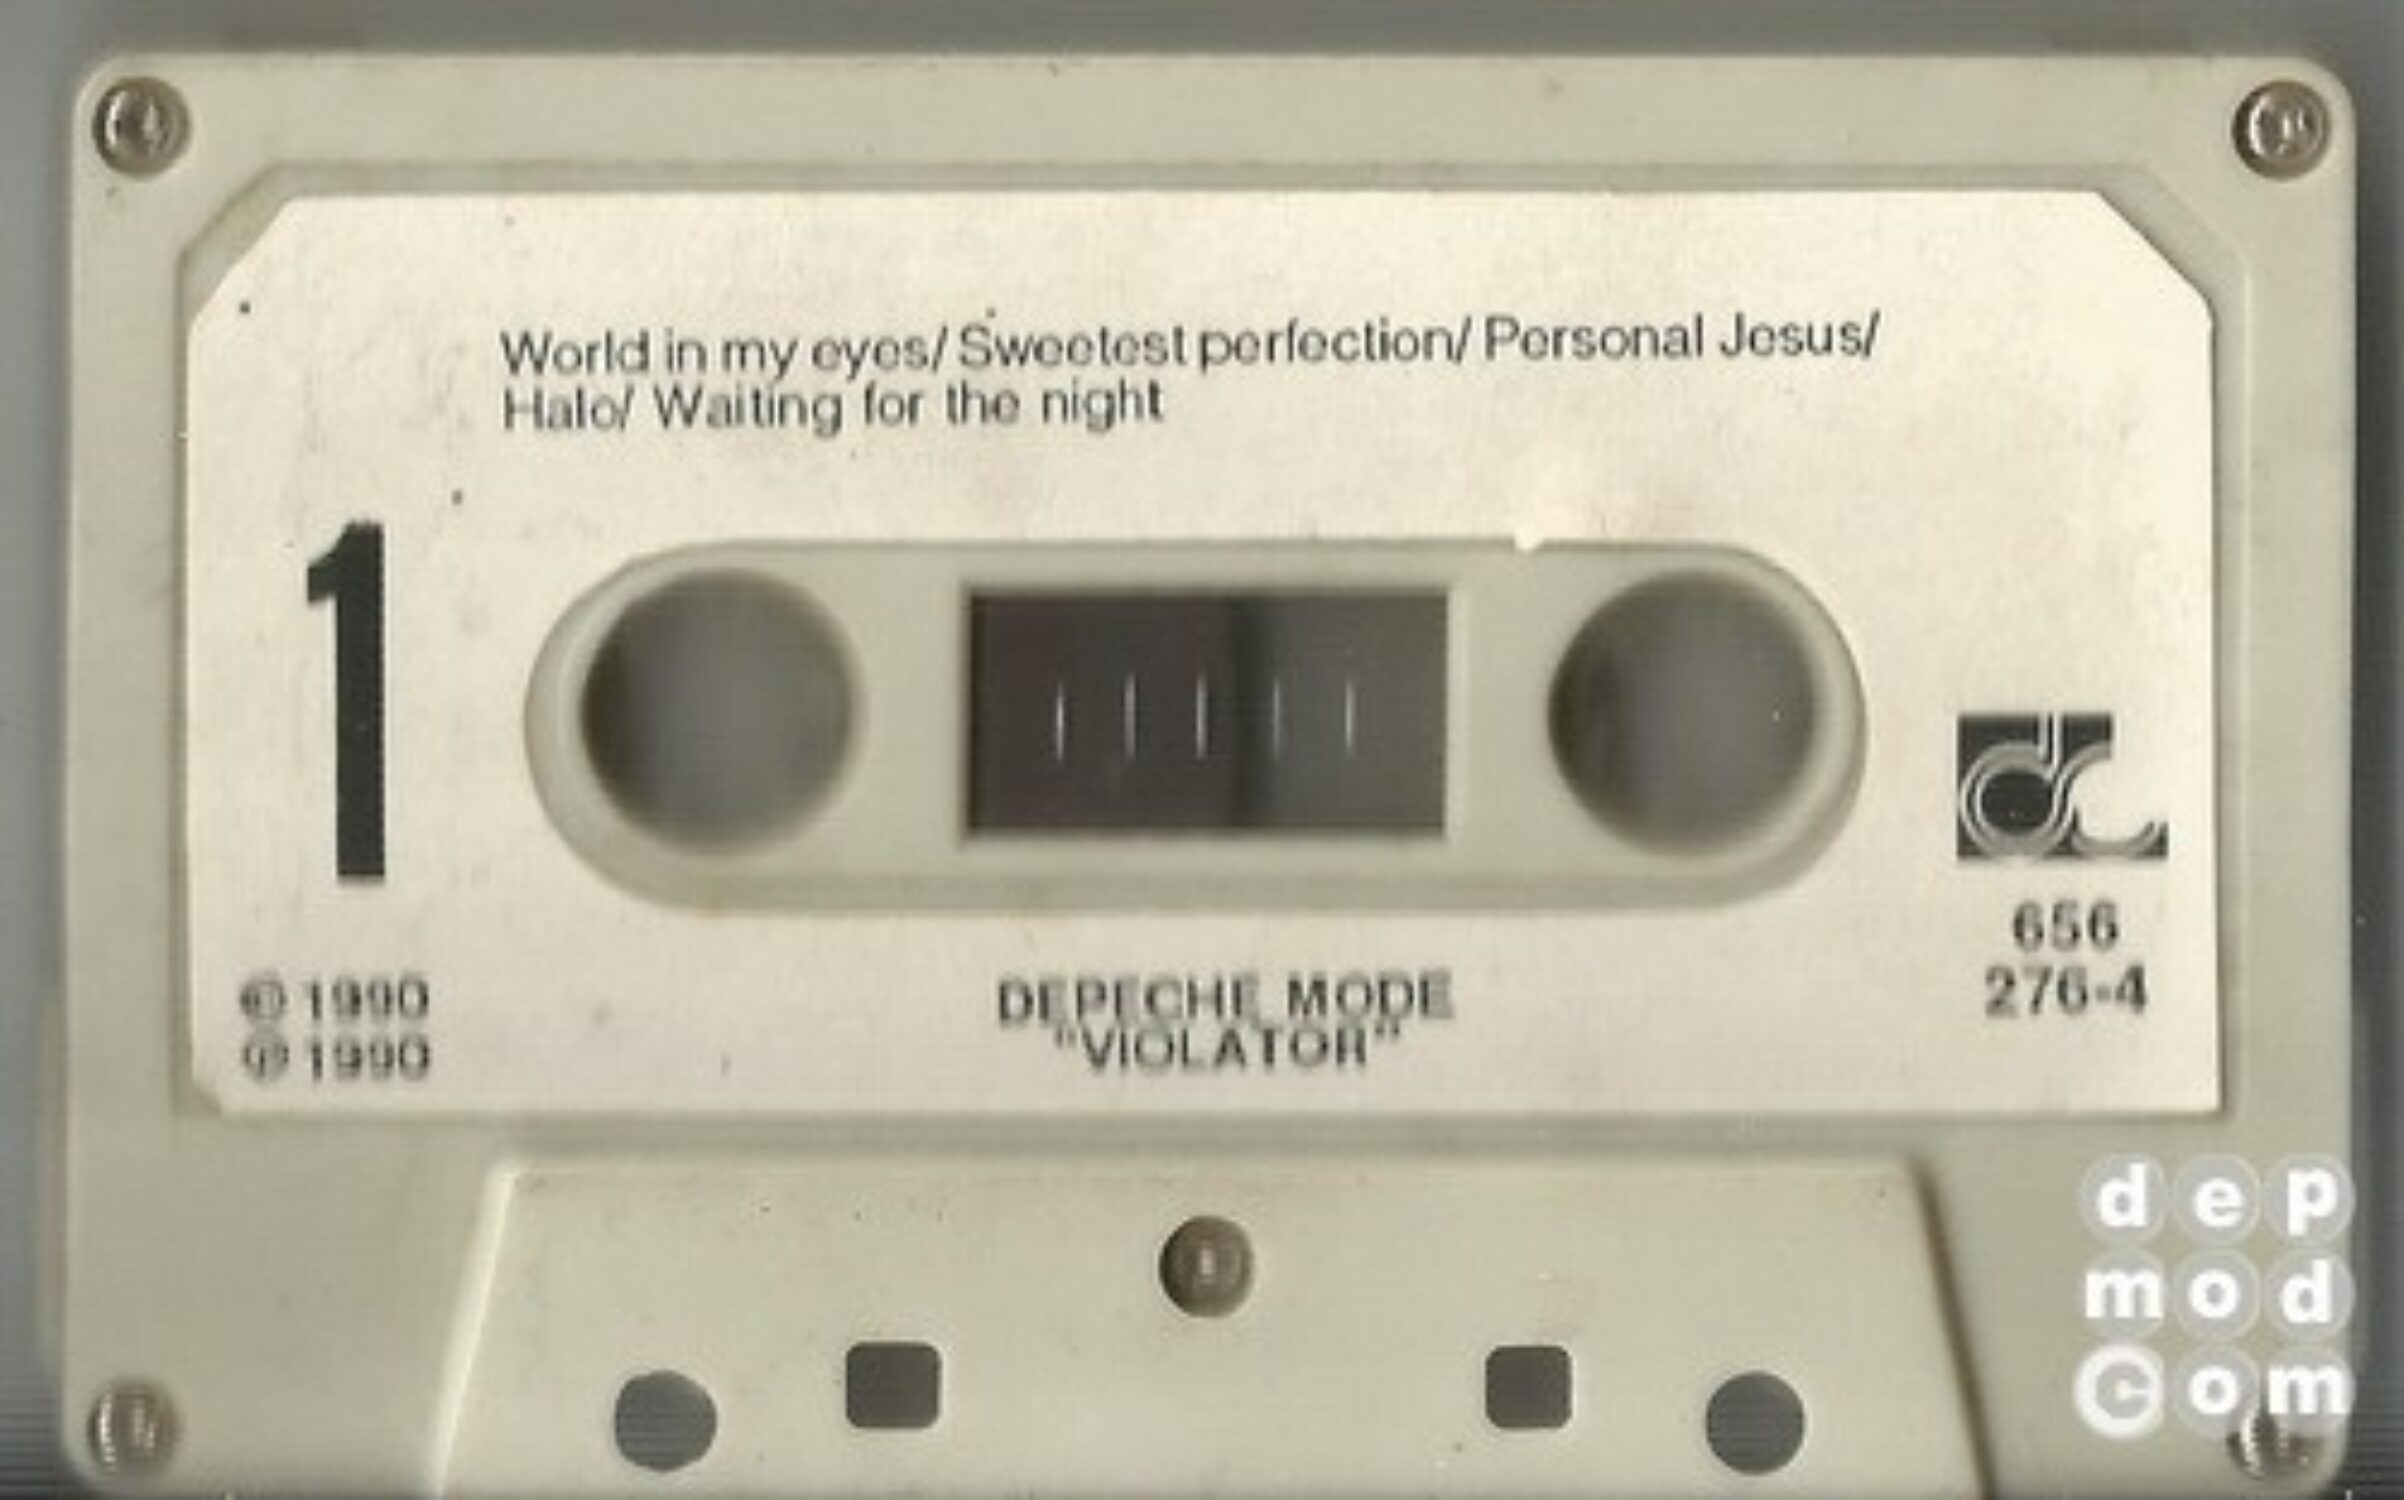 World in my eyes/ Sweetest perfection/ Personal Jesus/
Halo/ Waiting for the night
1
dc
656
276-4
© 1990
℗ 1990
DEPECHE MODE
"VIOLATOR"
dep
mod
com